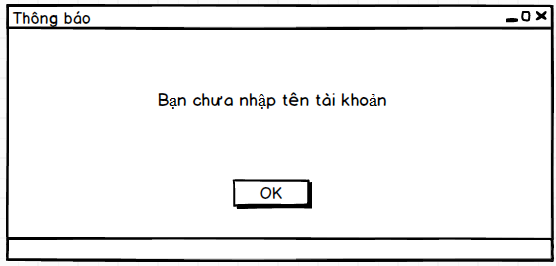 Thông báo
Bạn chưa nhập tên tài khoản
OK